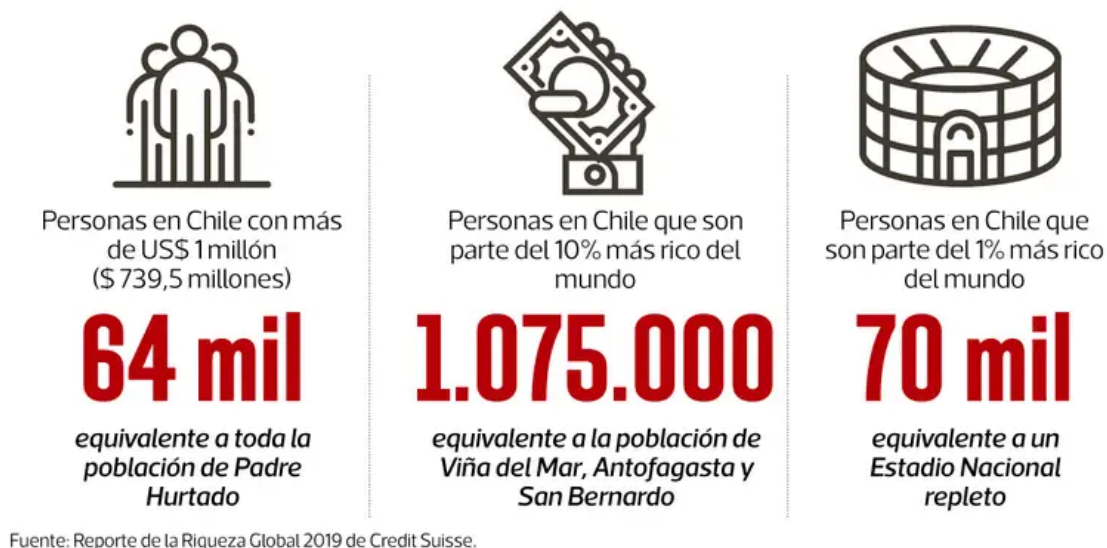 Personas en Chile con más
de US$ 1 millón
($ 739,5 millones)
64 mil
equivalente a toda la
población de Padre
Hurtado
Personas en Chile que son
parte del 10% más rico del
mundo
1.075.000
equivalente a la población de
Viña del Mar, Antofagasta y
San Bernardo
Personas en Chile que
son parte del 1% más rico
del mundo
70 mil
equivalente a un
Estadio Nacional
repleto
Fuente: Reporte de la Riqueza Global 2019 de Credit Suisse.